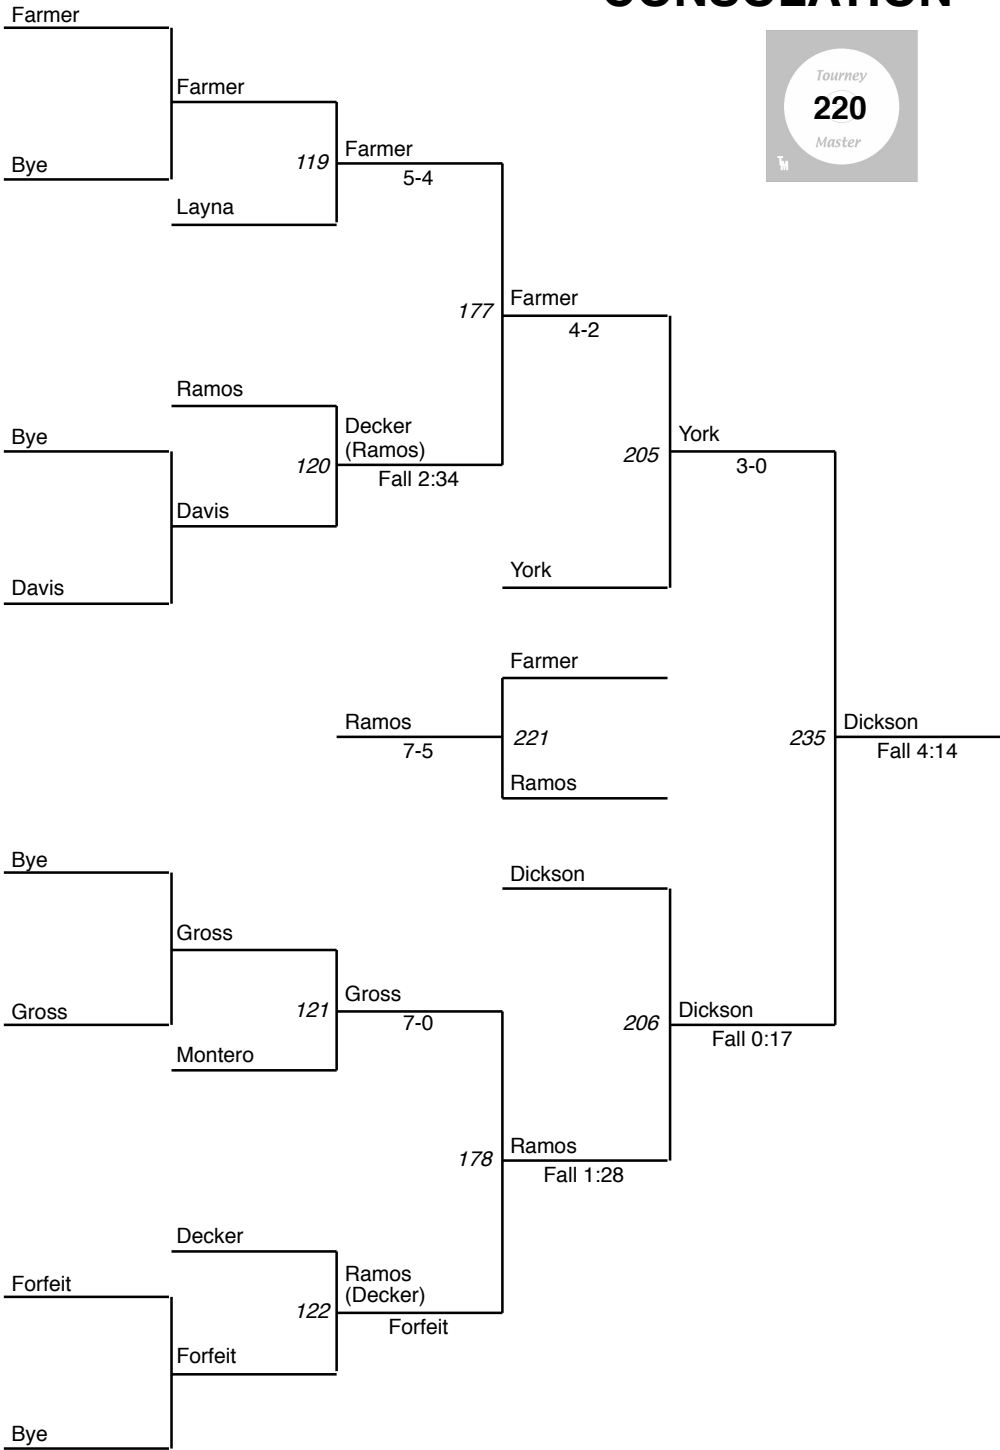 CONSOLATION
Farmer
Tourney
220
Master
TM
Farmer
119
Farmer
5-4
Bye
Layna
177
Farmer
4-2
Ramos
Bye
Decker
(Ramos)
120
Fall 2:34
205
York
3-0
Davis
York
Davis
Farmer
Ramos
7-5
221
235
Dickson
Fall 4:14
Ramos
Bye
Dickson
Gross
Gross
121
Gross
7-0
206
Dickson
Fall 0:17
Montero
178
Ramos
Fall 1:28
Decker
Forfeit
Ramos
(Decker)
122
Forfeit
Forfeit
Bye